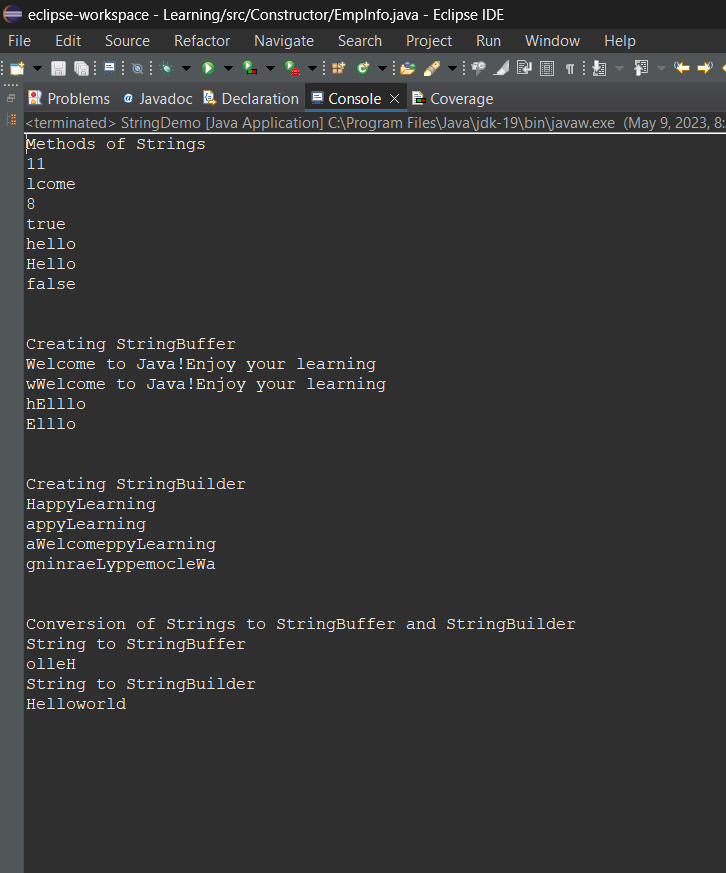 eclipse-workspace - Learning/src/Constructor/EmpInfo.java - Eclipse IDE
File Edit Source Refactor Navigate Search Project Run Window Help
Problems @ Javadoc Declaration Console Coverage
<terminated> StringDemo [Java Application] C:\Program Files\Java\jdk-19\bin\javaw.exe (May 9, 2023, 8:
Methods of Strings
11
lcome
8
true
hello
Hello
false
Creating StringBuffer
Welcome to Java!Enjoy your learning
wWelcome to Java!Enjoy your learning
hElllo
Elllo
Creating StringBuilder
HappyLearning
appyLearning
aWelcomeppyLearning
gninraeLyppemocleWa
Conversion of Strings to StringBuffer and StringBuilder
String to StringBuffer
olleH
String to StringBuilder
Helloworld